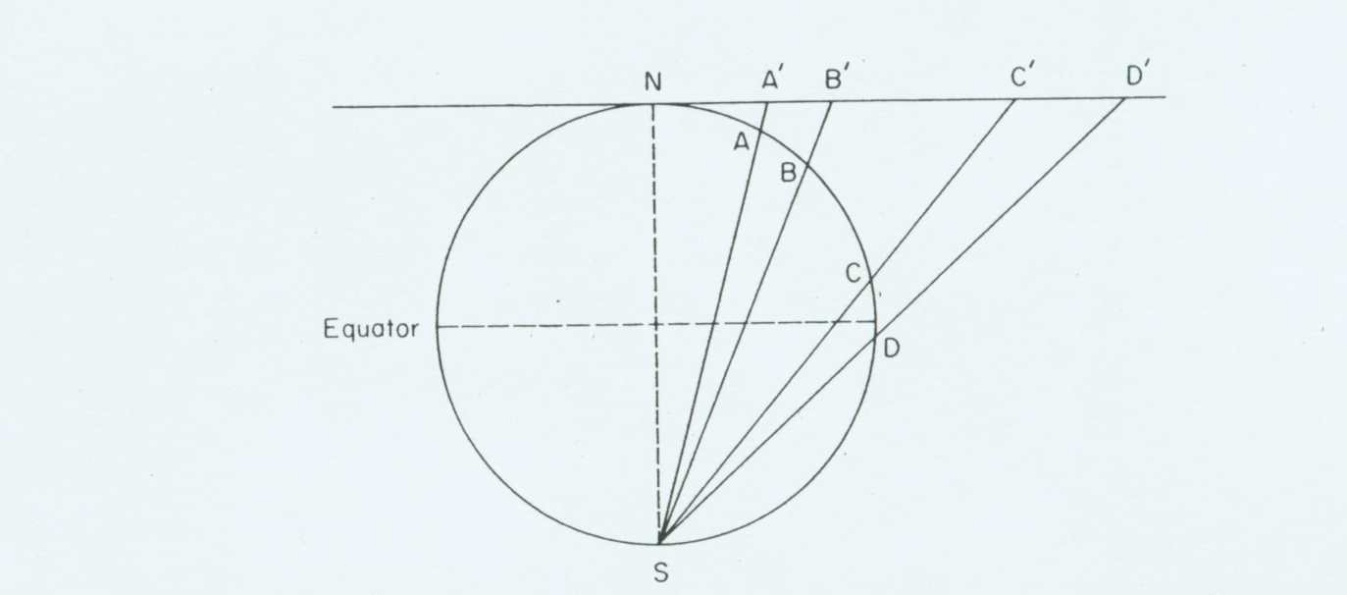 N A′ B′ C′ D′
A
B
C
Equator
D
S